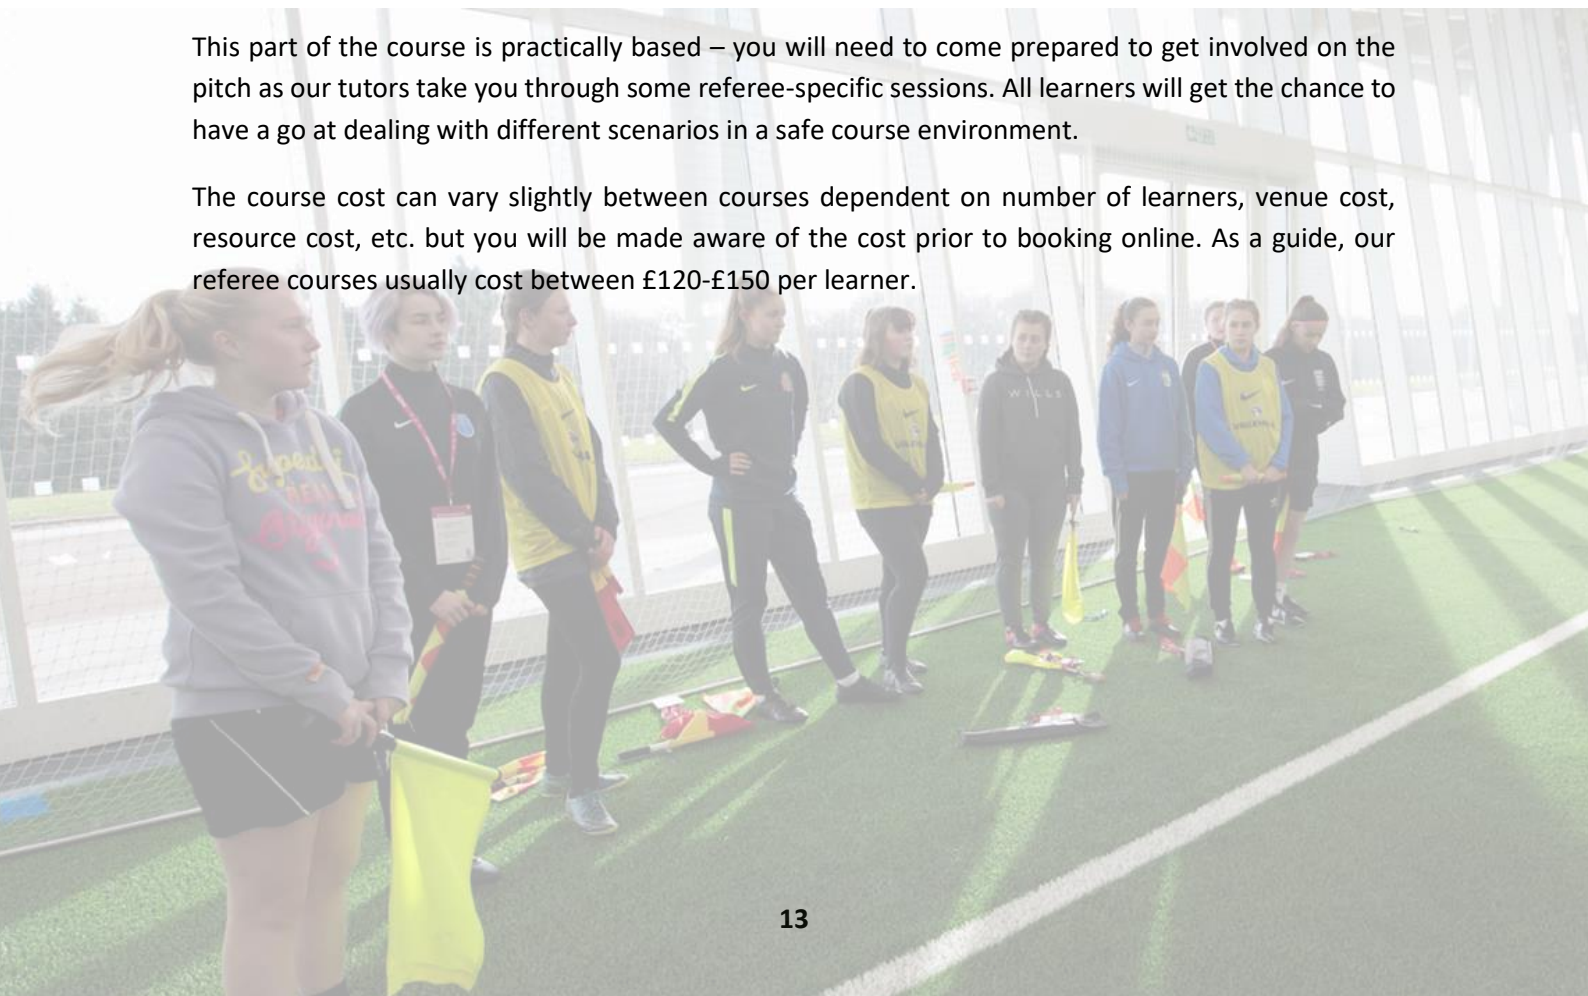 This part of the course is practically based – you will need to come prepared to get involved on the
pitch as our tutors take you through some referee-specific sessions. All learners will get the chance to
have a go at dealing with different scenarios in a safe course environment.
The course cost can vary slightly between courses dependent on number of learners, venue cost,
resource cost, etc. but you will be made aware of the cost prior to booking online. As a guide, our
referee courses usually cost between £120-£150 per learner.
WILLS
13